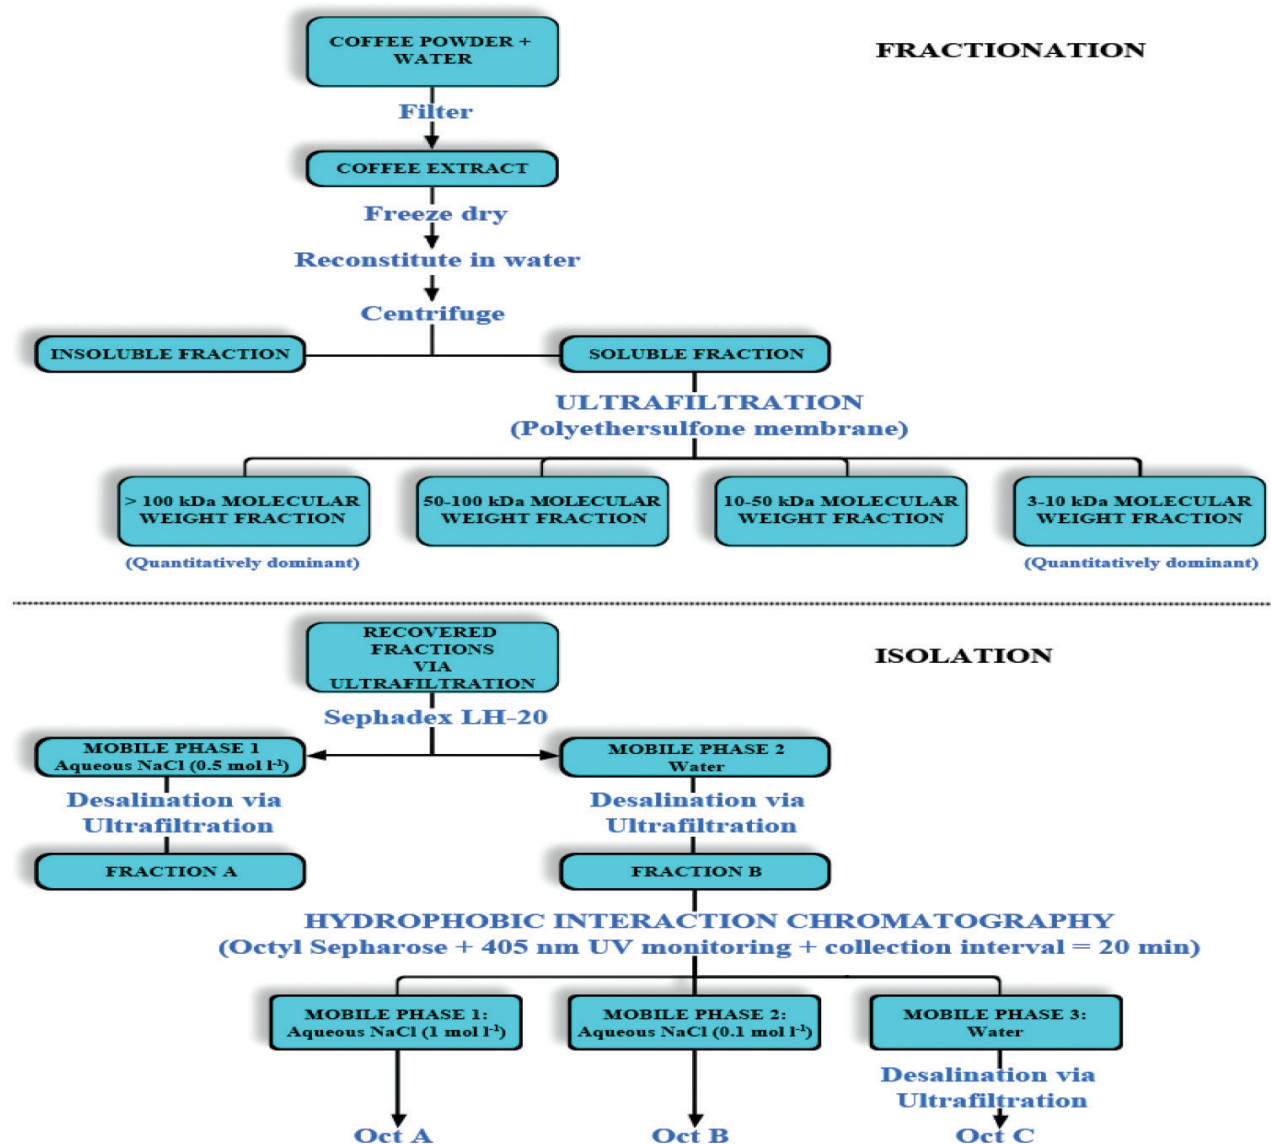 COFFEE POWDER +
WATER
FRACTIONATION
Filter
COFFEE EXTRACT
Freeze dry
Reconstitute in water
Centrifuge
INSOLUBLE FRACTION
SOLUBLE FRACTION
ULTRAFILTRATION
(Polyethersulfone membrane)
> 100 kDa MOLECULAR
WEIGHT FRACTION
50-100 kDa MOLECULAR
WEIGHT FRACTION
10-50 kDa MOLECULAR
WEIGHT FRACTION
3-10 kDa MOLECULAR
WEIGHT FRACTION
(Quantitatively dominant)
(Quantitatively dominant)
RECOVERED
FRACTIONS
VIA
ULTRAFILTRATION
ISOLATION
Sephadex LH-20
MOBILE PHASE 1
Aqueous NaCl (0.5 mol l⁻¹)
MOBILE PHASE 2
Water
Desalination via
Ultrafiltration
Desalination via
Ultrafiltration
FRACTION A
FRACTION B
HYDROPHOBIC INTERACTION CHROMATOGRAPHY
(Octyl Sepharose + 405 nm UV monitoring + collection interval = 20 min)
MOBILE PHASE 1:
Aqueous NaCl (1 mol l⁻¹)
MOBILE PHASE 2:
Aqueous NaCl (0.1 mol l⁻¹)
MOBILE PHASE 3:
Water
Desalination via
Ultrafiltration
Oct A
Oct B
Oct C